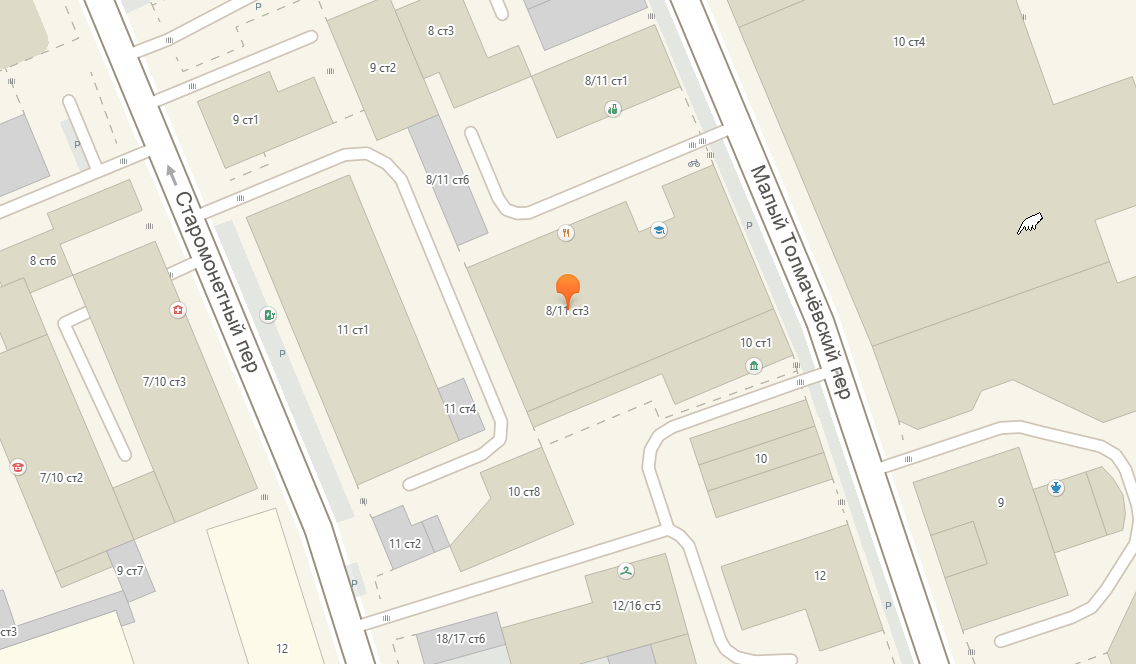 P
8 ст3
10 ст4
9 ст2
8/11 ст1
9 ст1
P
8/11 ст6
Старомонетный пер
Малый Толмачёвский пер
P
8 ст6
8/11 ст3
11 ст1
10 ст1
P
7/10 ст3
11 ст4
10
7/10 ст2
10 ст8
9
11 ст2
9 ст7
P
12
12/16 ст5
P
ст3
18/17 ст6
12